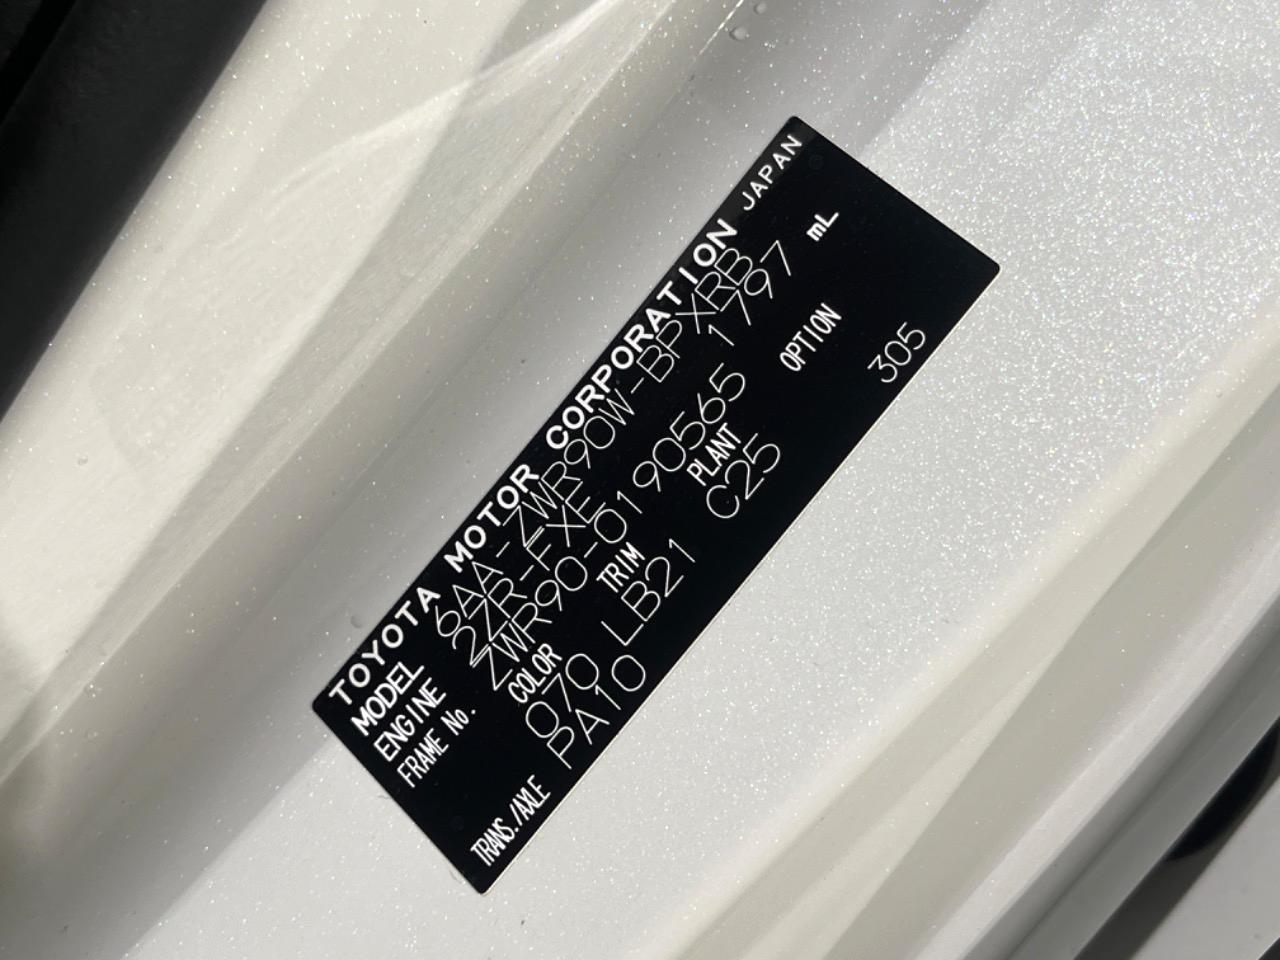 TOYOTA MOTOR CORPORATION JAPAN
MODEL 6AA-ZWR90W-BPXRB
ENGINE 2ZR-FXE 1797 mL
FRAME No. ZWR90-0190565
COLOR TRIM PLANT OPTION
070 LB21 C25 305
TRANS./AXLE PA10